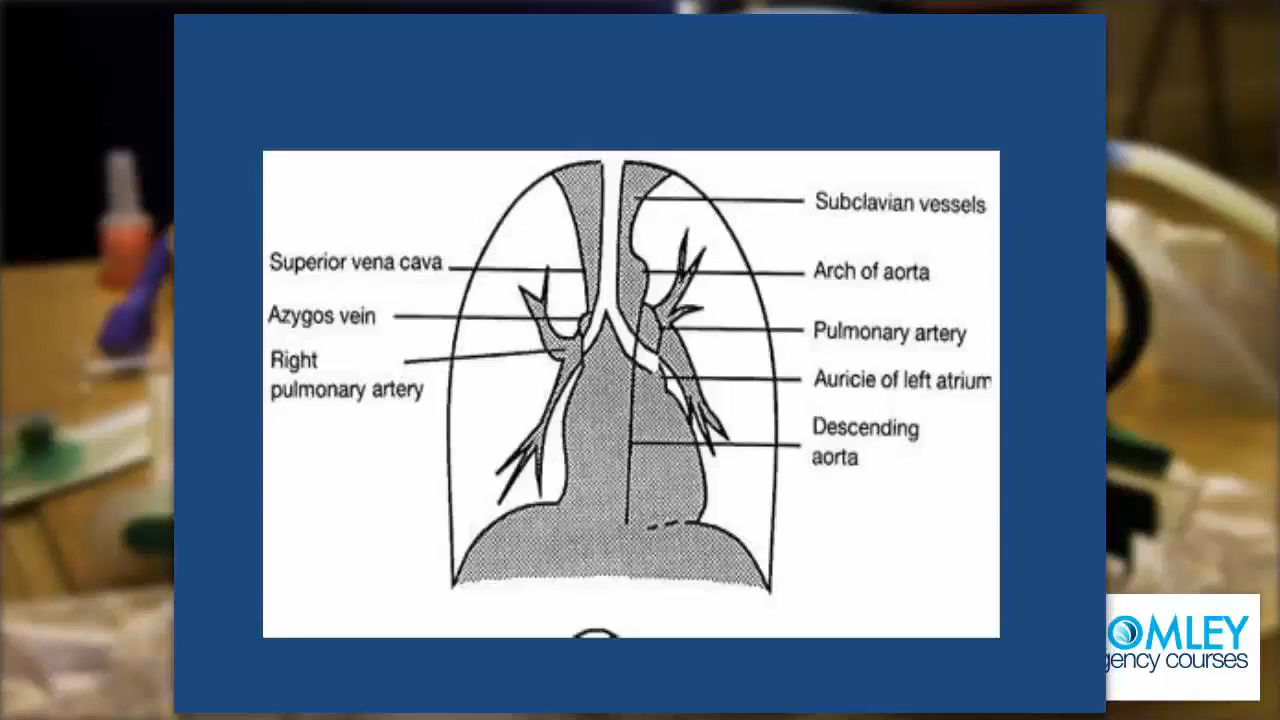 Subclavian vessels
Superior vena cava
Arch of aorta
Azygos vein
Pulmonary artery
Right
pulmonary artery
Auricie of left atrium
Descending
aorta
OMLEY
gency courses